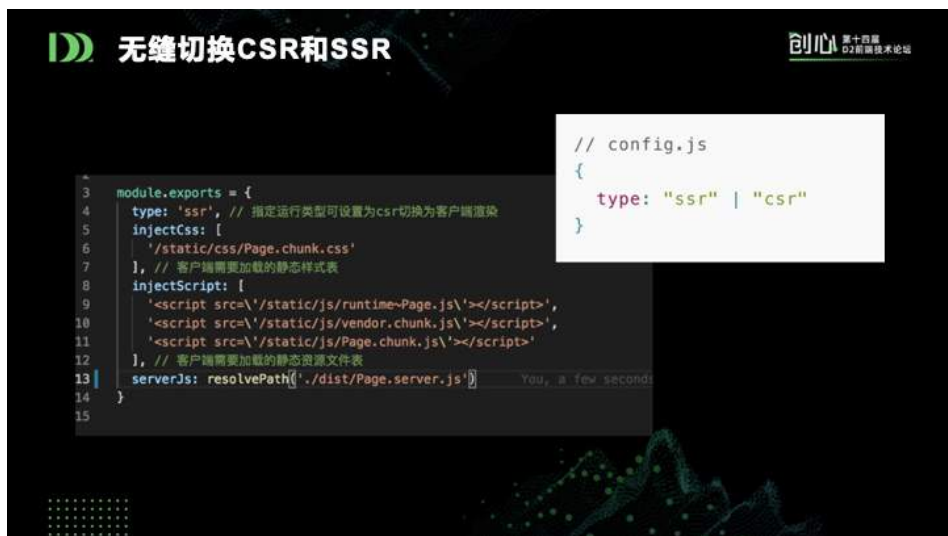 无缝切换CSR和SSR
创心 第十四届
D2前端技术论坛
// config.js
{
type: "ssr" | "csr"
}
3 module.exports = {
4 type: 'ssr', // 指定运行类型可设置为csr切换为客户端渲染
5 injectCss: [
6 '/static/css/Page.chunk.css'
7 ], // 客户端需要加载的静态样式表
8 injectScript: [
9 '<script src=\'/static/js/runtime~Page.js\'></script>',
10 '<script src=\'/static/js/vendor.chunk.js\'></script>',
11 '<script src=\'/static/js/Page.chunk.js\'></script>'
12 ], // 客户端需要加载的静态资源文件表
13 serverJs: resolvePath('./dist/Page.server.js') You, a few seconds
14 }
15